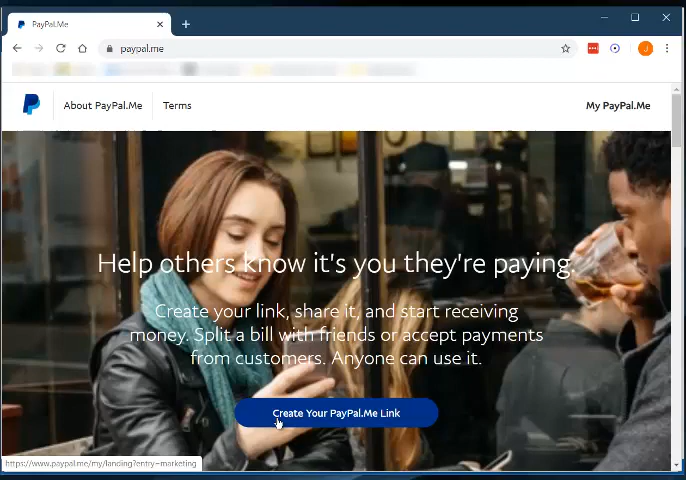 PayPal.Me
paypal.me
J
About PayPal.Me
Terms
My PayPal.Me
Help others know it's you they're paying.
Create your link, share it, and start receiving
money. Split a bill with friends or accept payments
from customers. Anyone can use it.
Create Your PayPal.Me Link
https://www.paypal.me/my/landing?entry=marketing